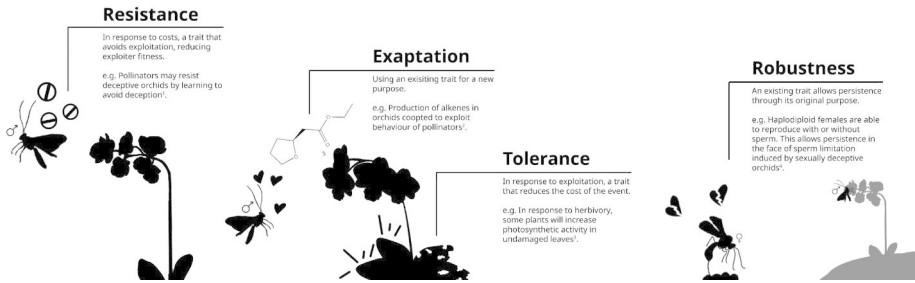 Resistance
In response to costs, a trait that
avoids exploitation, reducing
exploiter fitness.
e.g. Pollinators may resist
deceptive orchids by learning to
avoid deception¹.
Exaptation
Using an exisiting trait for a new
purpose.
e.g. Production of alkenes in
orchids coopted to exploit
behaviour of pollinators².
Tolerance
In response to exploitation, a trait
that reduces the cost of the event.
e.g. In response to herbivory,
some plants will increase
photosynthetic activity in
undamaged leaves³.
Robustness
An existing trait allows persistence
through its original purpose.
e.g. Haplodiploid females are able
to reproduce with or without
sperm. This allows persistence in
the face of sperm limitation
induced by sexually deceptive
orchids⁴.
♂
♂
O
O
O
♀
♂